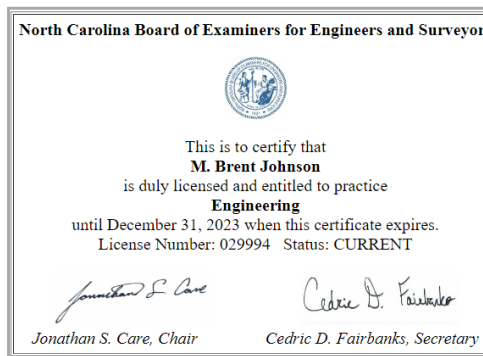 North Carolina Board of Examiners for Engineers and Surveyor
This is to certify that
M. Brent Johnson
is duly licensed and entitled to practice
Engineering
until December 31, 2023 when this certificate expires.
License Number: 029994 Status: CURRENT
Jonathan S. Care Cedric D. Fairbanks
Jonathan S. Care, Chair Cedric D. Fairbanks, Secretary